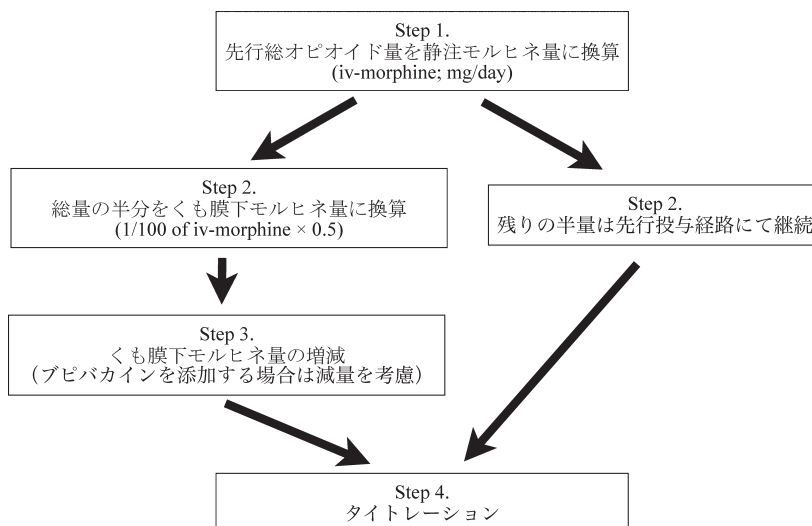 Step 1.
先行総オピオイド量を静注モルヒネ量に換算
(iv-morphine; mg/day)
Step 2.
総量の半分をくも膜下モルヒネ量に換算
(1/100 of iv-morphine × 0.5)
Step 2.
残りの半量は先行投与経路にて継続
Step 3.
くも膜下モルヒネ量の増減
（ブピバカインを添加する場合は減量を考慮）
Step 4.
タイトレーション